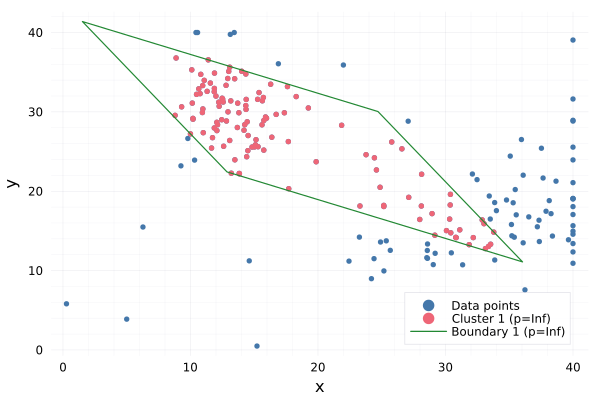 40
30
y
20
10
0
0 10 20 30 40
x
Data points
Cluster 1 (p=Inf)
Boundary 1 (p=Inf)